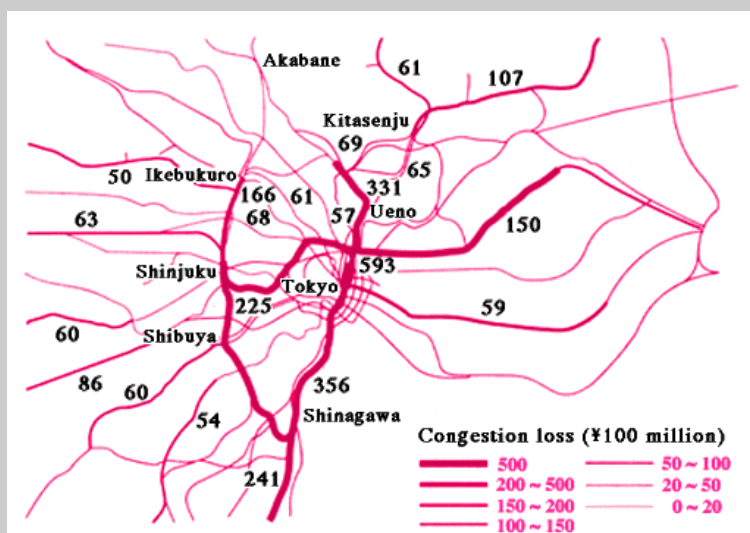 Akabane
61
107
Kitasenju
69
65
50
Ikebukuro
166
61
331
68
57
Ueno
63
150
593
Shinjuku
Tokyo
225
59
60
Shibuya
86
60
356
54
Shinagawa
241
Congestion loss (¥100 million)
500
50 ~ 100
200 ~ 500
20 ~ 50
150 ~ 200
0 ~ 20
100 ~ 150